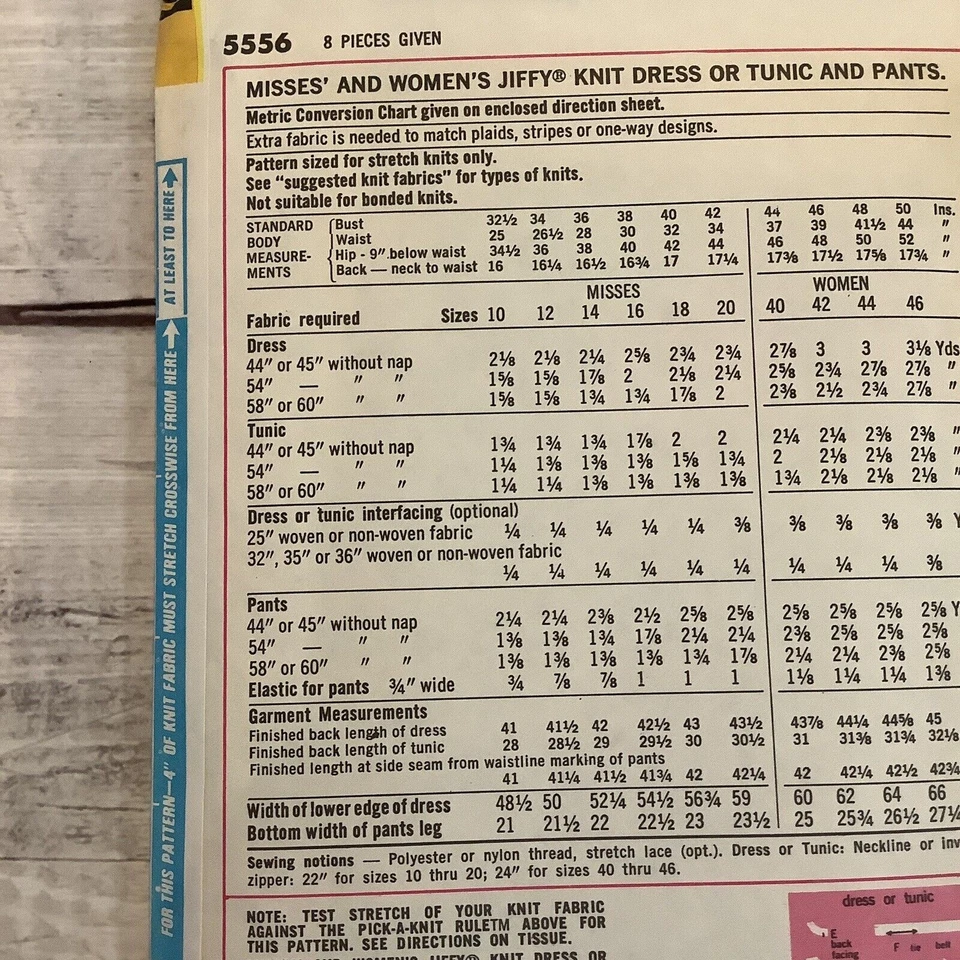 5556 8 PIECES GIVEN
MISSES' AND WOMEN'S JIFFY® KNIT DRESS OR TUNIC AND PANTS.
Metric Conversion Chart given on enclosed direction sheet.
Extra fabric is needed to match plaids, stripes or one-way designs.
Pattern sized for stretch knits only.
See "suggested knit fabrics" for types of knits.
Not suitable for bonded knits.
STANDARD BODY MEASURE-MENTS
Bust 32½ 34 36 38 40 42 44 46 48 50 Ins.
Waist 25 26½ 28 30 32 34 37 39 41½ 44 "
Hip - 9" below waist 34½ 36 38 40 42 44 46 48 50 52 "
Back — neck to waist 16 16¼ 16½ 16¾ 17 17¼ 17⅜ 17½ 17⅝ 17¾ "
MISSES WOMEN
Fabric required Sizes 10 12 14 16 18 20 40 42 44 46
Dress
44" or 45" without nap 2⅛ 2⅛ 2¼ 2⅝ 2¾ 2¾ 2⅞ 3 3 3⅛ Yds
54" — " " 1⅝ 1⅝ 1⅞ 2 2⅛ 2¼ 2⅝ 2¾ 2⅞ 2⅞ "
58" or 60" " " 1⅝ 1⅝ 1¾ 1¾ 1⅞ 2 2⅜ 2½ 2¾ 2⅞ "
Tunic
44" or 45" without nap 1¾ 1¾ 1¾ 1⅞ 2 2 2¼ 2¼ 2⅜ 2⅜ "
54" — " " 1¼ 1⅜ 1⅜ 1⅜ 1⅝ 1¾ 2 2⅛ 2⅛ 2⅛ "
58" or 60" " " 1¼ 1¼ 1⅜ 1⅜ 1⅜ 1⅜ 1¾ 2⅛ 2⅛ 2⅛ "
Dress or tunic interfacing (optional)
25" woven or non-woven fabric ¼ ¼ ¼ ¼ ¼ ⅜ ⅜ ⅜ ⅜ ⅜ Y
32", 35" or 36" woven or non-woven fabric
¼ ¼ ¼ ¼ ¼ ¼ ¼ ¼ ¼ ⅜
Pants
44" or 45" without nap 2¼ 2¼ 2⅜ 2½ 2⅝ 2⅝ 2⅝ 2⅝ 2⅝ 2⅝ Y
54" — " " 1⅜ 1⅜ 1¾ 1⅞ 2¼ 2¼ 2⅜ 2⅝ 2⅝ 2⅝
58" or 60" " " 1⅜ 1⅜ 1⅜ 1⅜ 1¾ 1⅞ 2¼ 2¼ 2⅜ 2⅝
Elastic for pants ¾" wide ¾ ⅞ ⅞ 1 1 1 1⅛ 1¼ 1¼ 1⅜
Garment Measurements
Finished back length of dress 41 41½ 42 42½ 43 43½ 43⅞ 44¼ 44⅝ 45
Finished back length of tunic 28 28½ 29 29½ 30 30½ 31 31⅜ 31¾ 32⅛
Finished length at side seam from waistline marking of pants
41 41¼ 41½ 41¾ 42 42¼ 42 42¼ 42½ 42¾
Width of lower edge of dress 48½ 50 52¼ 54½ 56¾ 59 60 62 64 66
Bottom width of pants leg 21 21½ 22 22½ 23 23½ 25 25¾ 26½ 27¼
Sewing notions — Polyester or nylon thread, stretch lace (opt.). Dress or Tunic: Neckline or inv
zipper: 22" for sizes 10 thru 20; 24" for sizes 40 thru 46.
NOTE: TEST STRETCH OF YOUR KNIT FABRIC
AGAINST THE PICK-A-KNIT RULETM ABOVE FOR
THIS PATTERN. SEE DIRECTIONS ON TISSUE.
WOMEN'S JIFFY® KNIT DRESS OR
dress or tunic
E
back
facing
F tie belt
FOR THIS PATTERN—4" OF KNIT FABRIC MUST STRETCH CROSSWISE FROM HERE
AT LEAST TO HERE